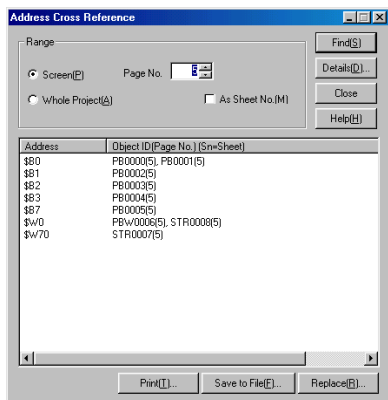 Address Cross Reference
Range
Screen(P)
Page No.
5
Find(S)
Details(D)...
Whole Project(A)
As Sheet No.(M)
Close
Help(H)
Address Object ID(Page No.) (Sn=Sheet)
$B0 PB0000(5), PB0001(5)
$B1 PB0002(5)
$B2 PB0003(5)
$B3 PB0004(5)
$B7 PB0005(5)
$W0 PBW0006(5), STR0008(5)
$W70 STR0007(5)
Print(T)... Save to File(F)... Replace(R)...